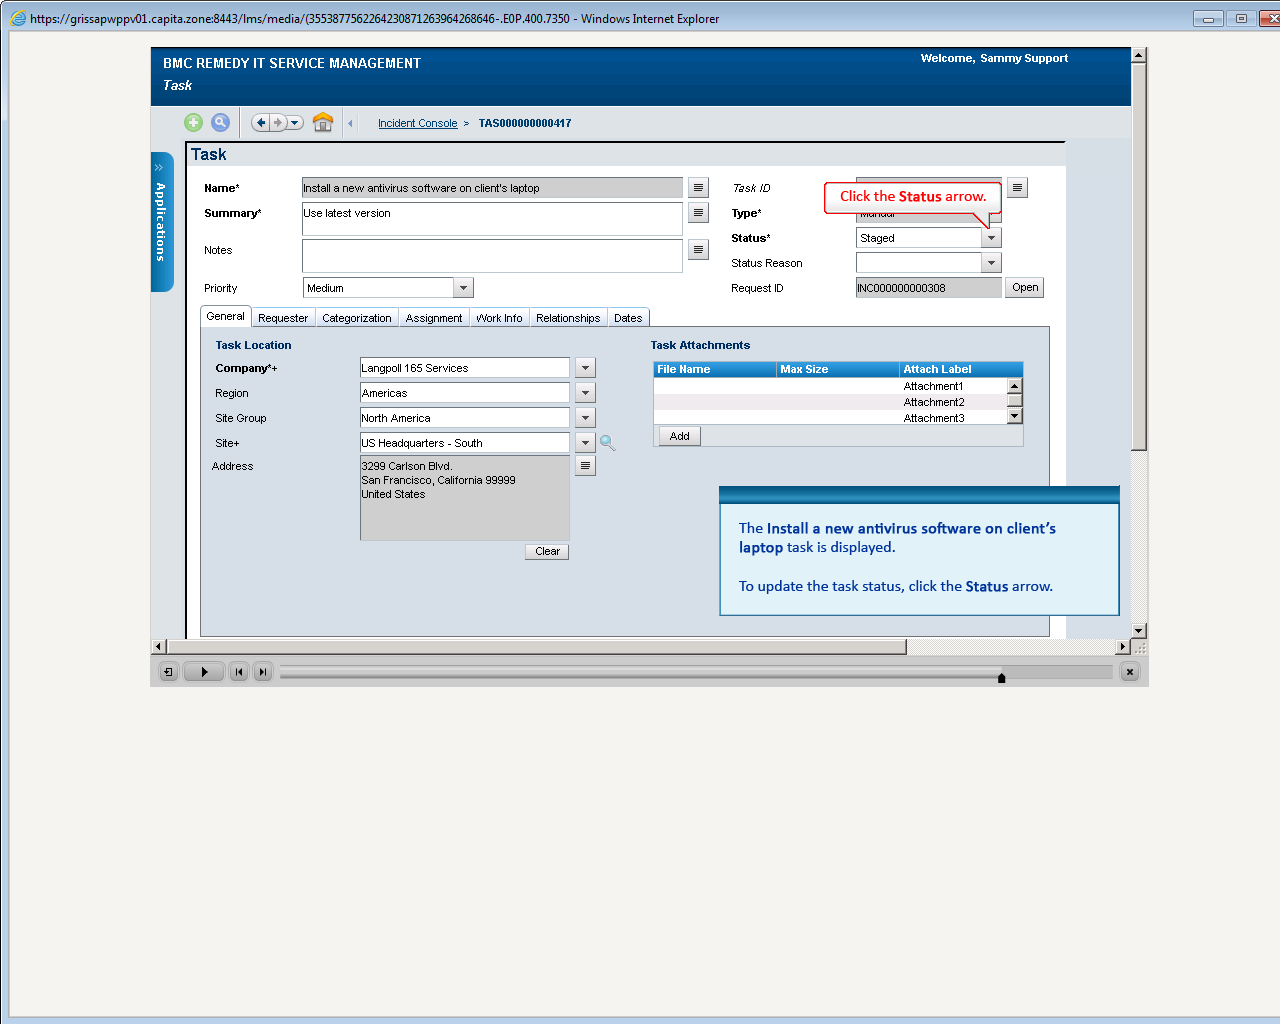 https://grissapwppv01.capita.zone:8443/lms/media/(355387756226423087126396426 8646-.E0P.400.7350 - Windows Internet Explorer
BMC REMEDY IT SERVICE MANAGEMENT
Welcome, Sammy Support
Task
Incident Console > TAS000000000417
Applications
Task
Name* Install a new antivirus software on client's laptop
Task ID
Click the Status arrow.
Summary* Use latest version
Type*
Status* Staged
Notes
Status Reason
Priority Medium
Request ID INC000000000308 Open
General Requester Categorization Assignment Work Info Relationships Dates
Task Location
Task Attachments
Company*+ Langpoll 165 Services
File Name Max Size Attach Label
Region Americas
Attachment1
Attachment2
Site Group North America
Attachment3
Site+ US Headquarters - South
Add
Address 3299 Carlson Blvd.
San Francisco, California 99999
United States
Clear
The Install a new antivirus software on client’s
laptop task is displayed.
To update the task status, click the Status arrow.